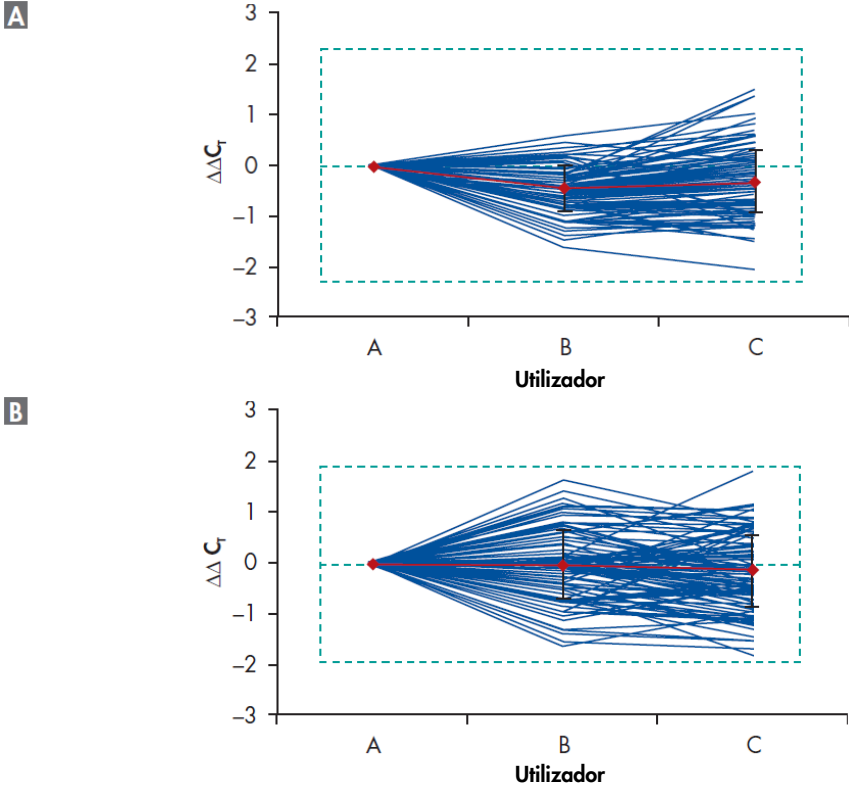 A
3
2
1
0
–1
–2
–3
ΔΔCT
A B C
Utilizador
B
3
2
1
0
–1
–2
–3
ΔΔ CT
A B C
Utilizador